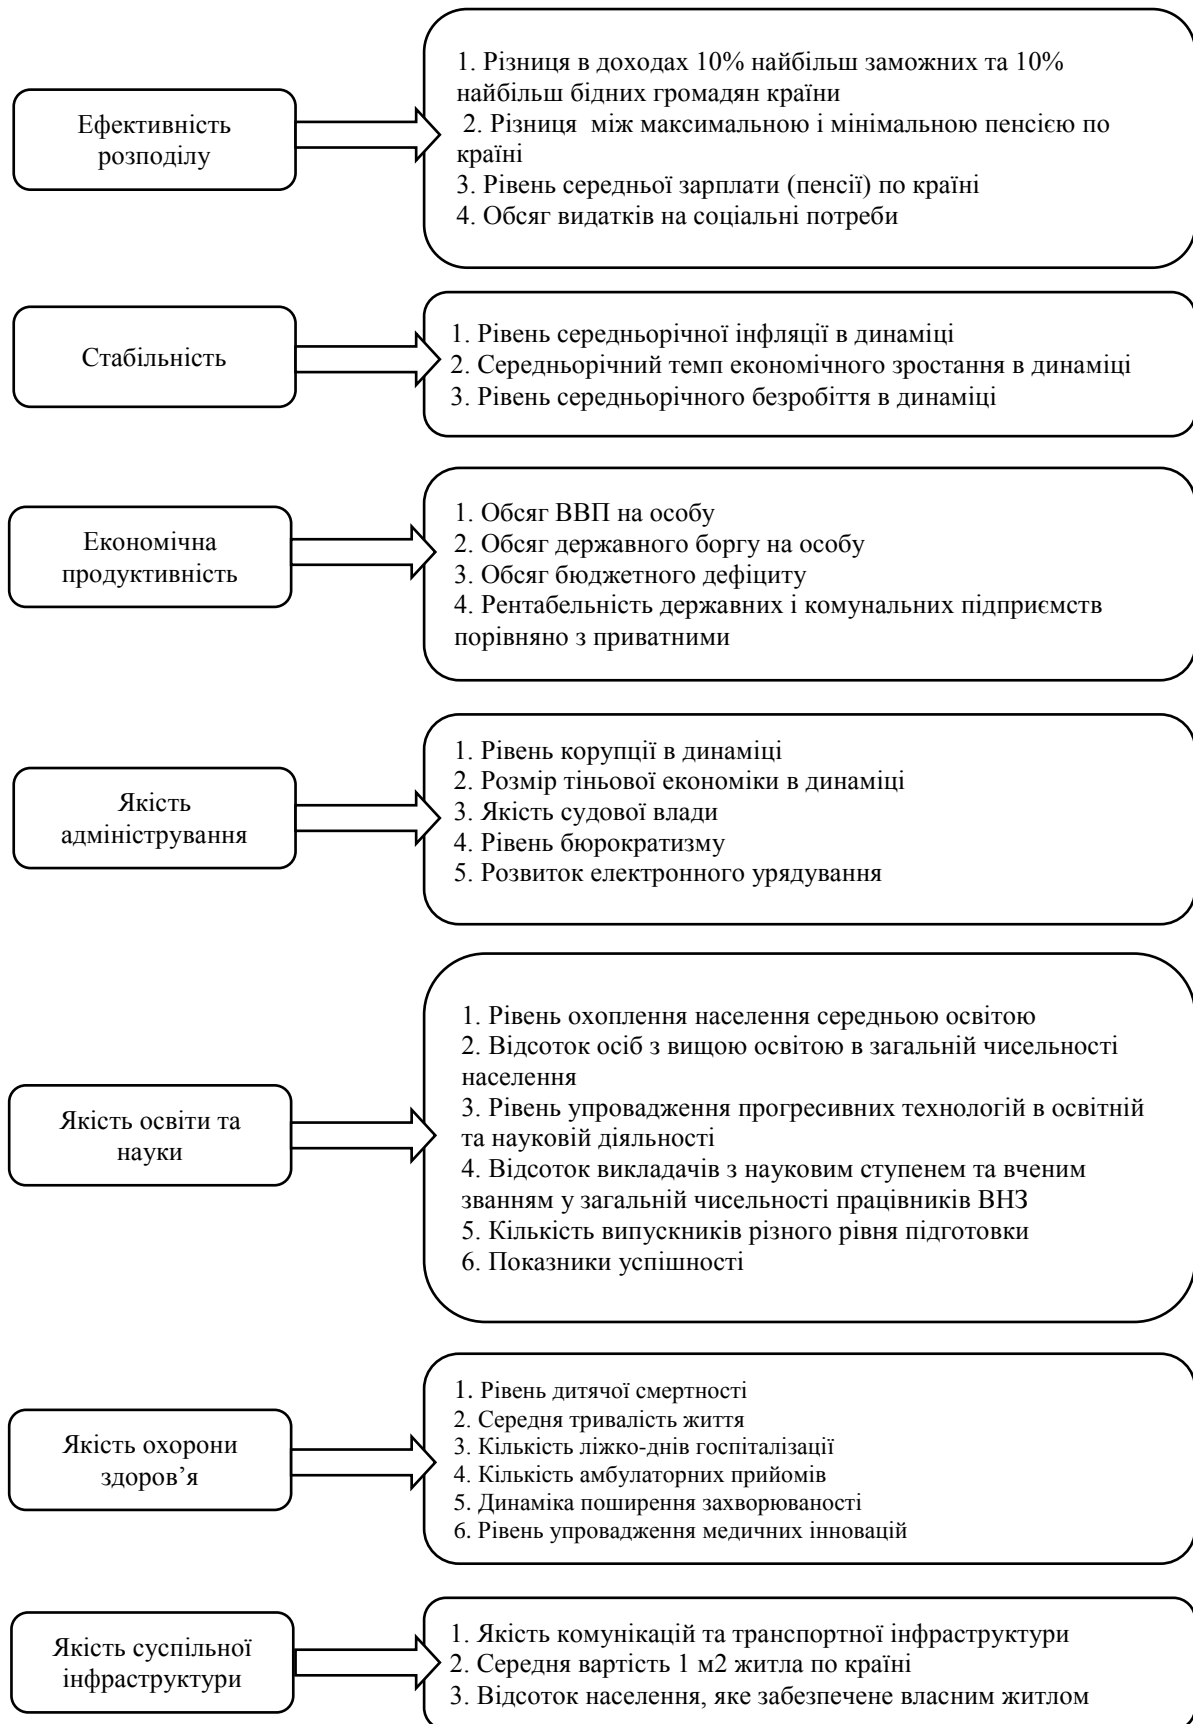 Ефективність
розподілу
1. Різниця в доходах 10% найбільш заможних та 10%
найбільш бідних громадян країни
2. Різниця між максимальною і мінімальною пенсією по
країні
3. Рівень середньої зарплати (пенсії) по країні
4. Обсяг видатків на соціальні потреби
Стабільність
1. Рівень середньорічної інфляції в динаміці
2. Середньорічний темп економічного зростання в динаміці
3. Рівень середньорічного безробіття в динаміці
Економічна
продуктивність
1. Обсяг ВВП на особу
2. Обсяг державного боргу на особу
3. Обсяг бюджетного дефіциту
4. Рентабельність державних і комунальних підприємств
порівняно з приватними
Якість
адміністрування
1. Рівень корупції в динаміці
2. Розмір тіньової економіки в динаміці
3. Якість судової влади
4. Рівень бюрократизму
5. Розвиток електронного урядування
Якість освіти та
науки
1. Рівень охоплення населення середньою освітою
2. Відсоток осіб з вищою освітою в загальній чисельності
населення
3. Рівень упровадження прогресивних технологій в освітній
та науковій діяльності
4. Відсоток викладачів з науковим ступенем та вченим
званням у загальній чисельності працівників ВНЗ
5. Кількість випускників різного рівня підготовки
6. Показники успішності
Якість охорони
здоров’я
1. Рівень дитячої смертності
2. Середня тривалість життя
3. Кількість ліжко-днів госпіталізації
4. Кількість амбулаторних прийомів
5. Динаміка поширення захворюваності
6. Рівень упровадження медичних інновацій
Якість суспільної
інфраструктури
1. Якість комунікацій та транспортної інфраструктури
2. Середня вартість 1 м2 житла по країні
3. Відсоток населення, яке забезпечене власним житлом